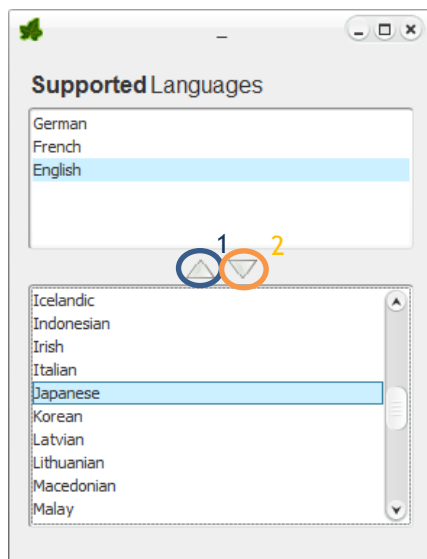 _
Supported Languages
German
French
English
1 2
Icelandic
Indonesian
Irish
Italian
Japanese
Korean
Latvian
Lithuanian
Macedonian
Malay